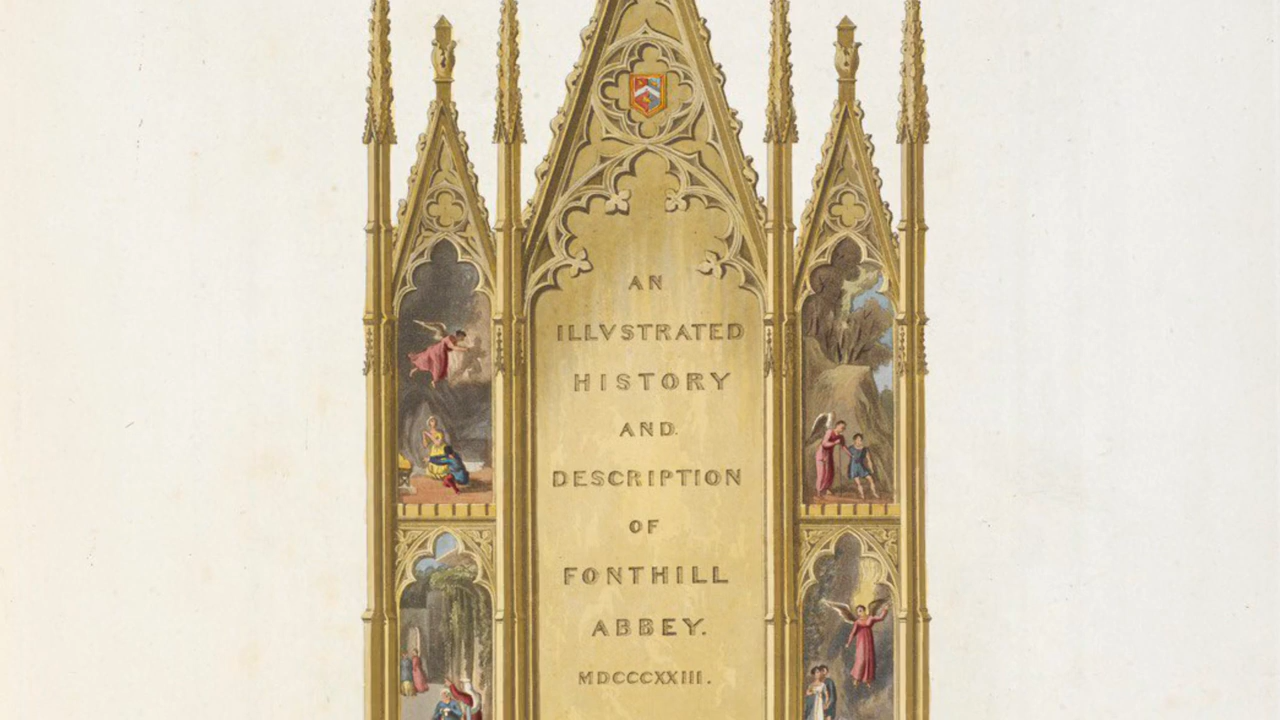 AN
ILLVSTRATED
HISTORY
AND
DESCRIPTION
OF
FONTHILL
ABBEY.
MDCCCXXIII.